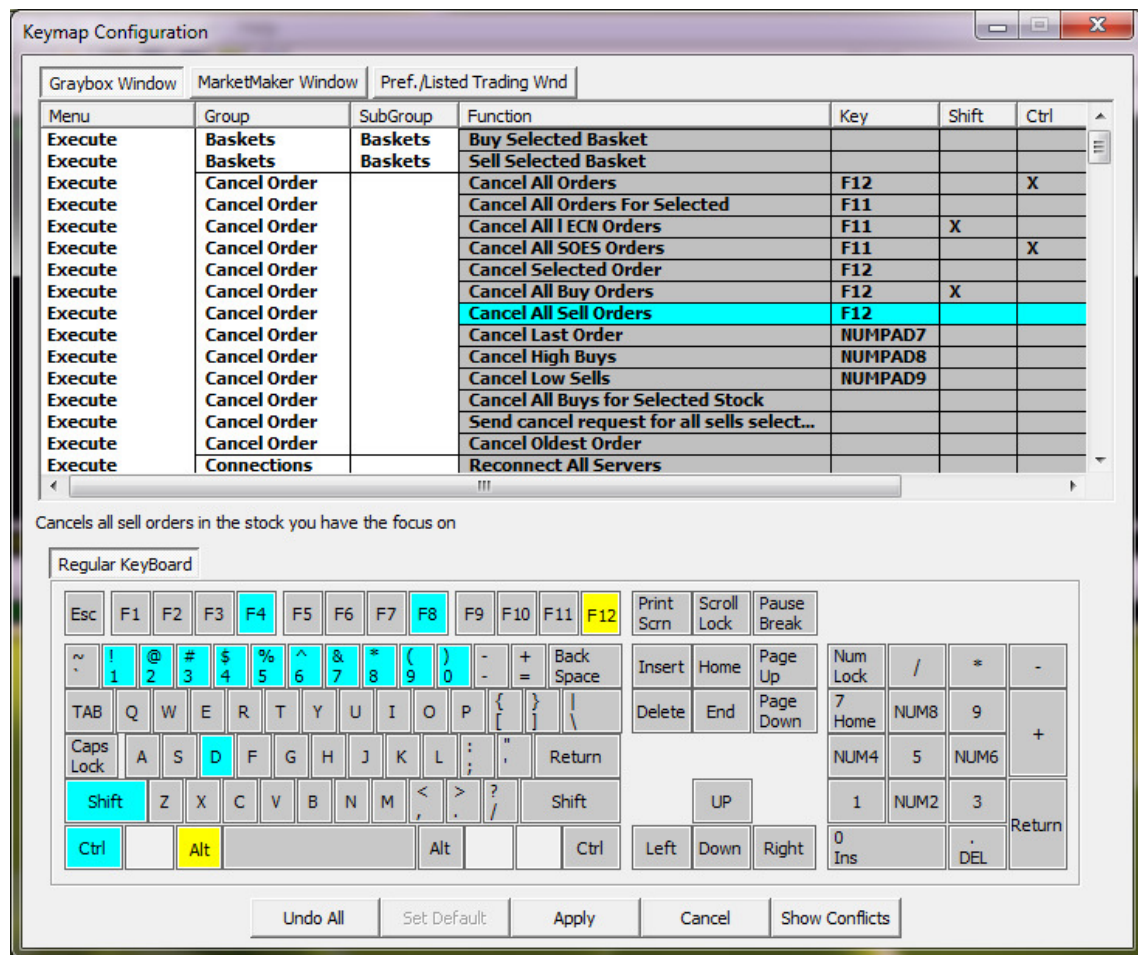 Keymap Configuration
Graybox Window MarketMaker Window Pref./Listed Trading Wnd
Menu Group SubGroup Function Key Shift Ctrl
Execute Baskets Baskets Buy Selected Basket
Execute Baskets Baskets Sell Selected Basket
Execute Cancel Order Cancel All Orders F12 X
Execute Cancel Order Cancel All Orders For Selected F11
Execute Cancel Order Cancel All l ECN Orders F11 X
Execute Cancel Order Cancel All SOES Orders F11 X
Execute Cancel Order Cancel Selected Order F12
Execute Cancel Order Cancel All Buy Orders F12 X
Execute Cancel Order Cancel All Sell Orders F12
Execute Cancel Order Cancel Last Order NUMPAD7
Execute Cancel Order Cancel High Buys NUMPAD8
Execute Cancel Order Cancel Low Sells NUMPAD9
Execute Cancel Order Cancel All Buys for Selected Stock
Execute Cancel Order Send cancel request for all sells select...
Execute Cancel Order Cancel Oldest Order
Execute Connections Reconnect All Servers
Cancels all sell orders in the stock you have the focus on
Regular KeyBoard
Esc F1 F2 F3 F4 F5 F6 F7 F8 F9 F10 F11 F12 Print Scrn Scroll Lock Pause Break
~ ` ! 1 @ 2 # 3 $ 4 % 5 ^ 6 & 7 * 8 ( 9 ) 0 - - + = Back Space Insert Home Page Up Num Lock / * -
TAB Q W E R T Y U I O P { [ } ] | \ Delete End Page Down 7 Home NUM8 9 +
Caps Lock A S D F G H J K L : ; " ' Return NUM4 5 NUM6
Shift Z X C V B N M < , > . ? / Shift UP 1 NUM2 3 Return
Ctrl Alt Alt Ctrl Left Down Right 0 Ins . DEL
Undo All Set Default Apply Cancel Show Conflicts